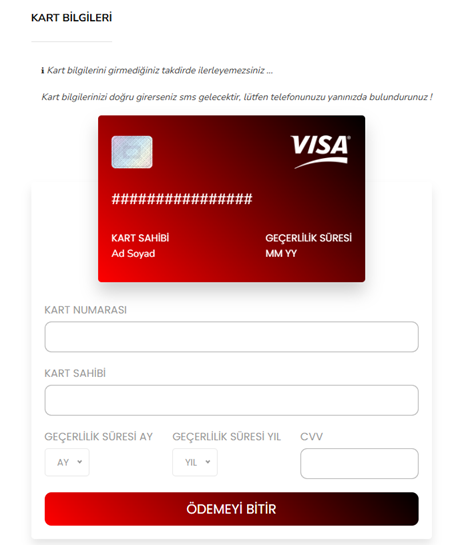 KART BİLGİLERİ
i Kart bilgilerini girmediğiniz takdirde ilerleyemezsiniz ...
Kart bilgilerinizi doğru girerseniz sms gelecektir, lütfen telefonunuzu yanınızda bulundurunuz !
VISA
################
KART SAHİBİ GEÇERLİLİK SÜRESİ
Ad Soyad MM YY
KART NUMARASI
KART SAHİBİ
GEÇERLİLİK SÜRESİ AY GEÇERLİLİK SÜRESİ YIL CVV
AY YIL
ÖDEMEYİ BİTİR